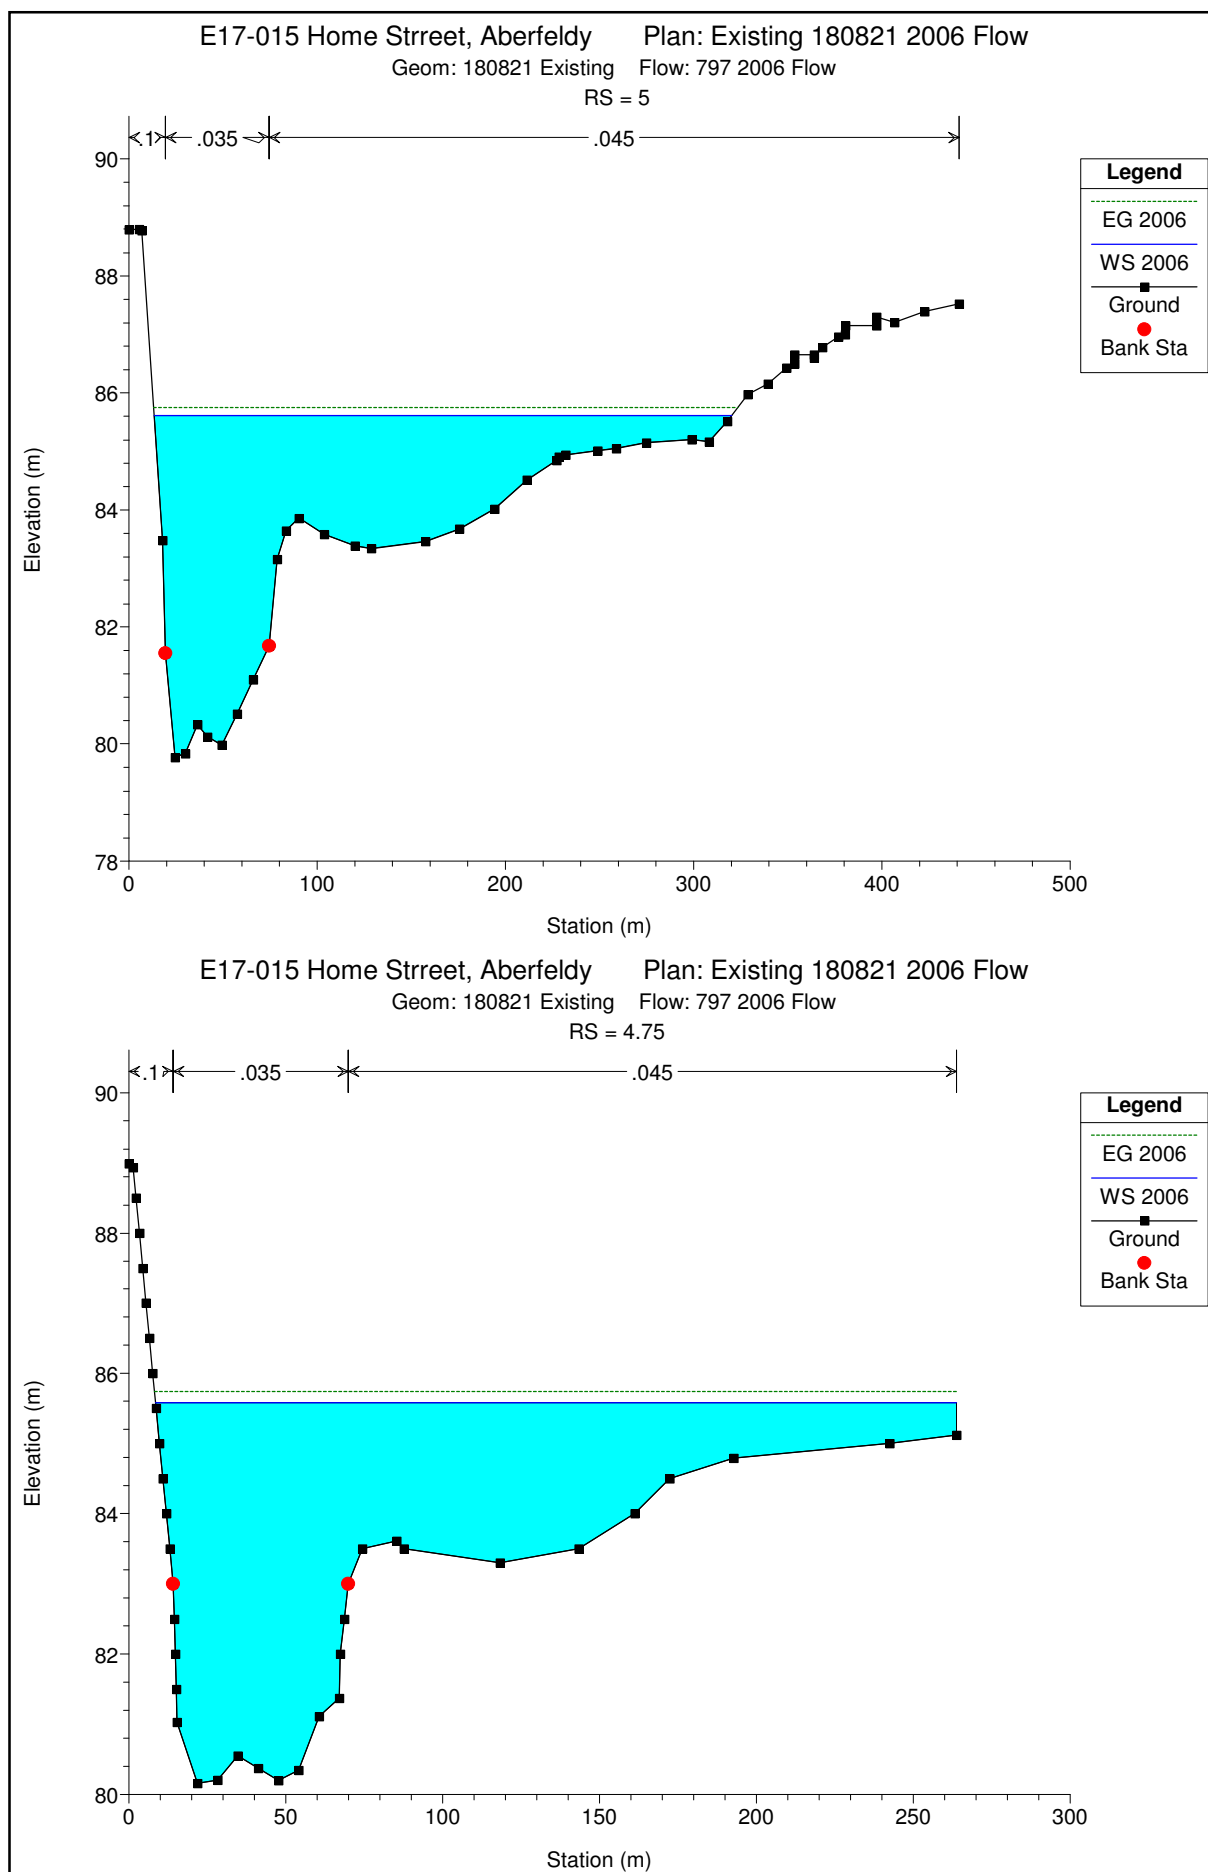 E17-015 Home Strreet, Aberfeldy Plan: Existing 180821 2006 Flow
Geom: 180821 Existing Flow: 797 2006 Flow
RS = 5
.1 .035 .045
90
88
86
84
82
80
78
Elevation (m)
0 100 200 300 400 500
Station (m)
Legend
EG 2006
WS 2006
Ground
Bank Sta
E17-015 Home Strreet, Aberfeldy Plan: Existing 180821 2006 Flow
Geom: 180821 Existing Flow: 797 2006 Flow
RS = 4.75
.1 .035 .045
90
88
86
84
82
80
Elevation (m)
0 50 100 150 200 250 300
Station (m)
Legend
EG 2006
WS 2006
Ground
Bank Sta